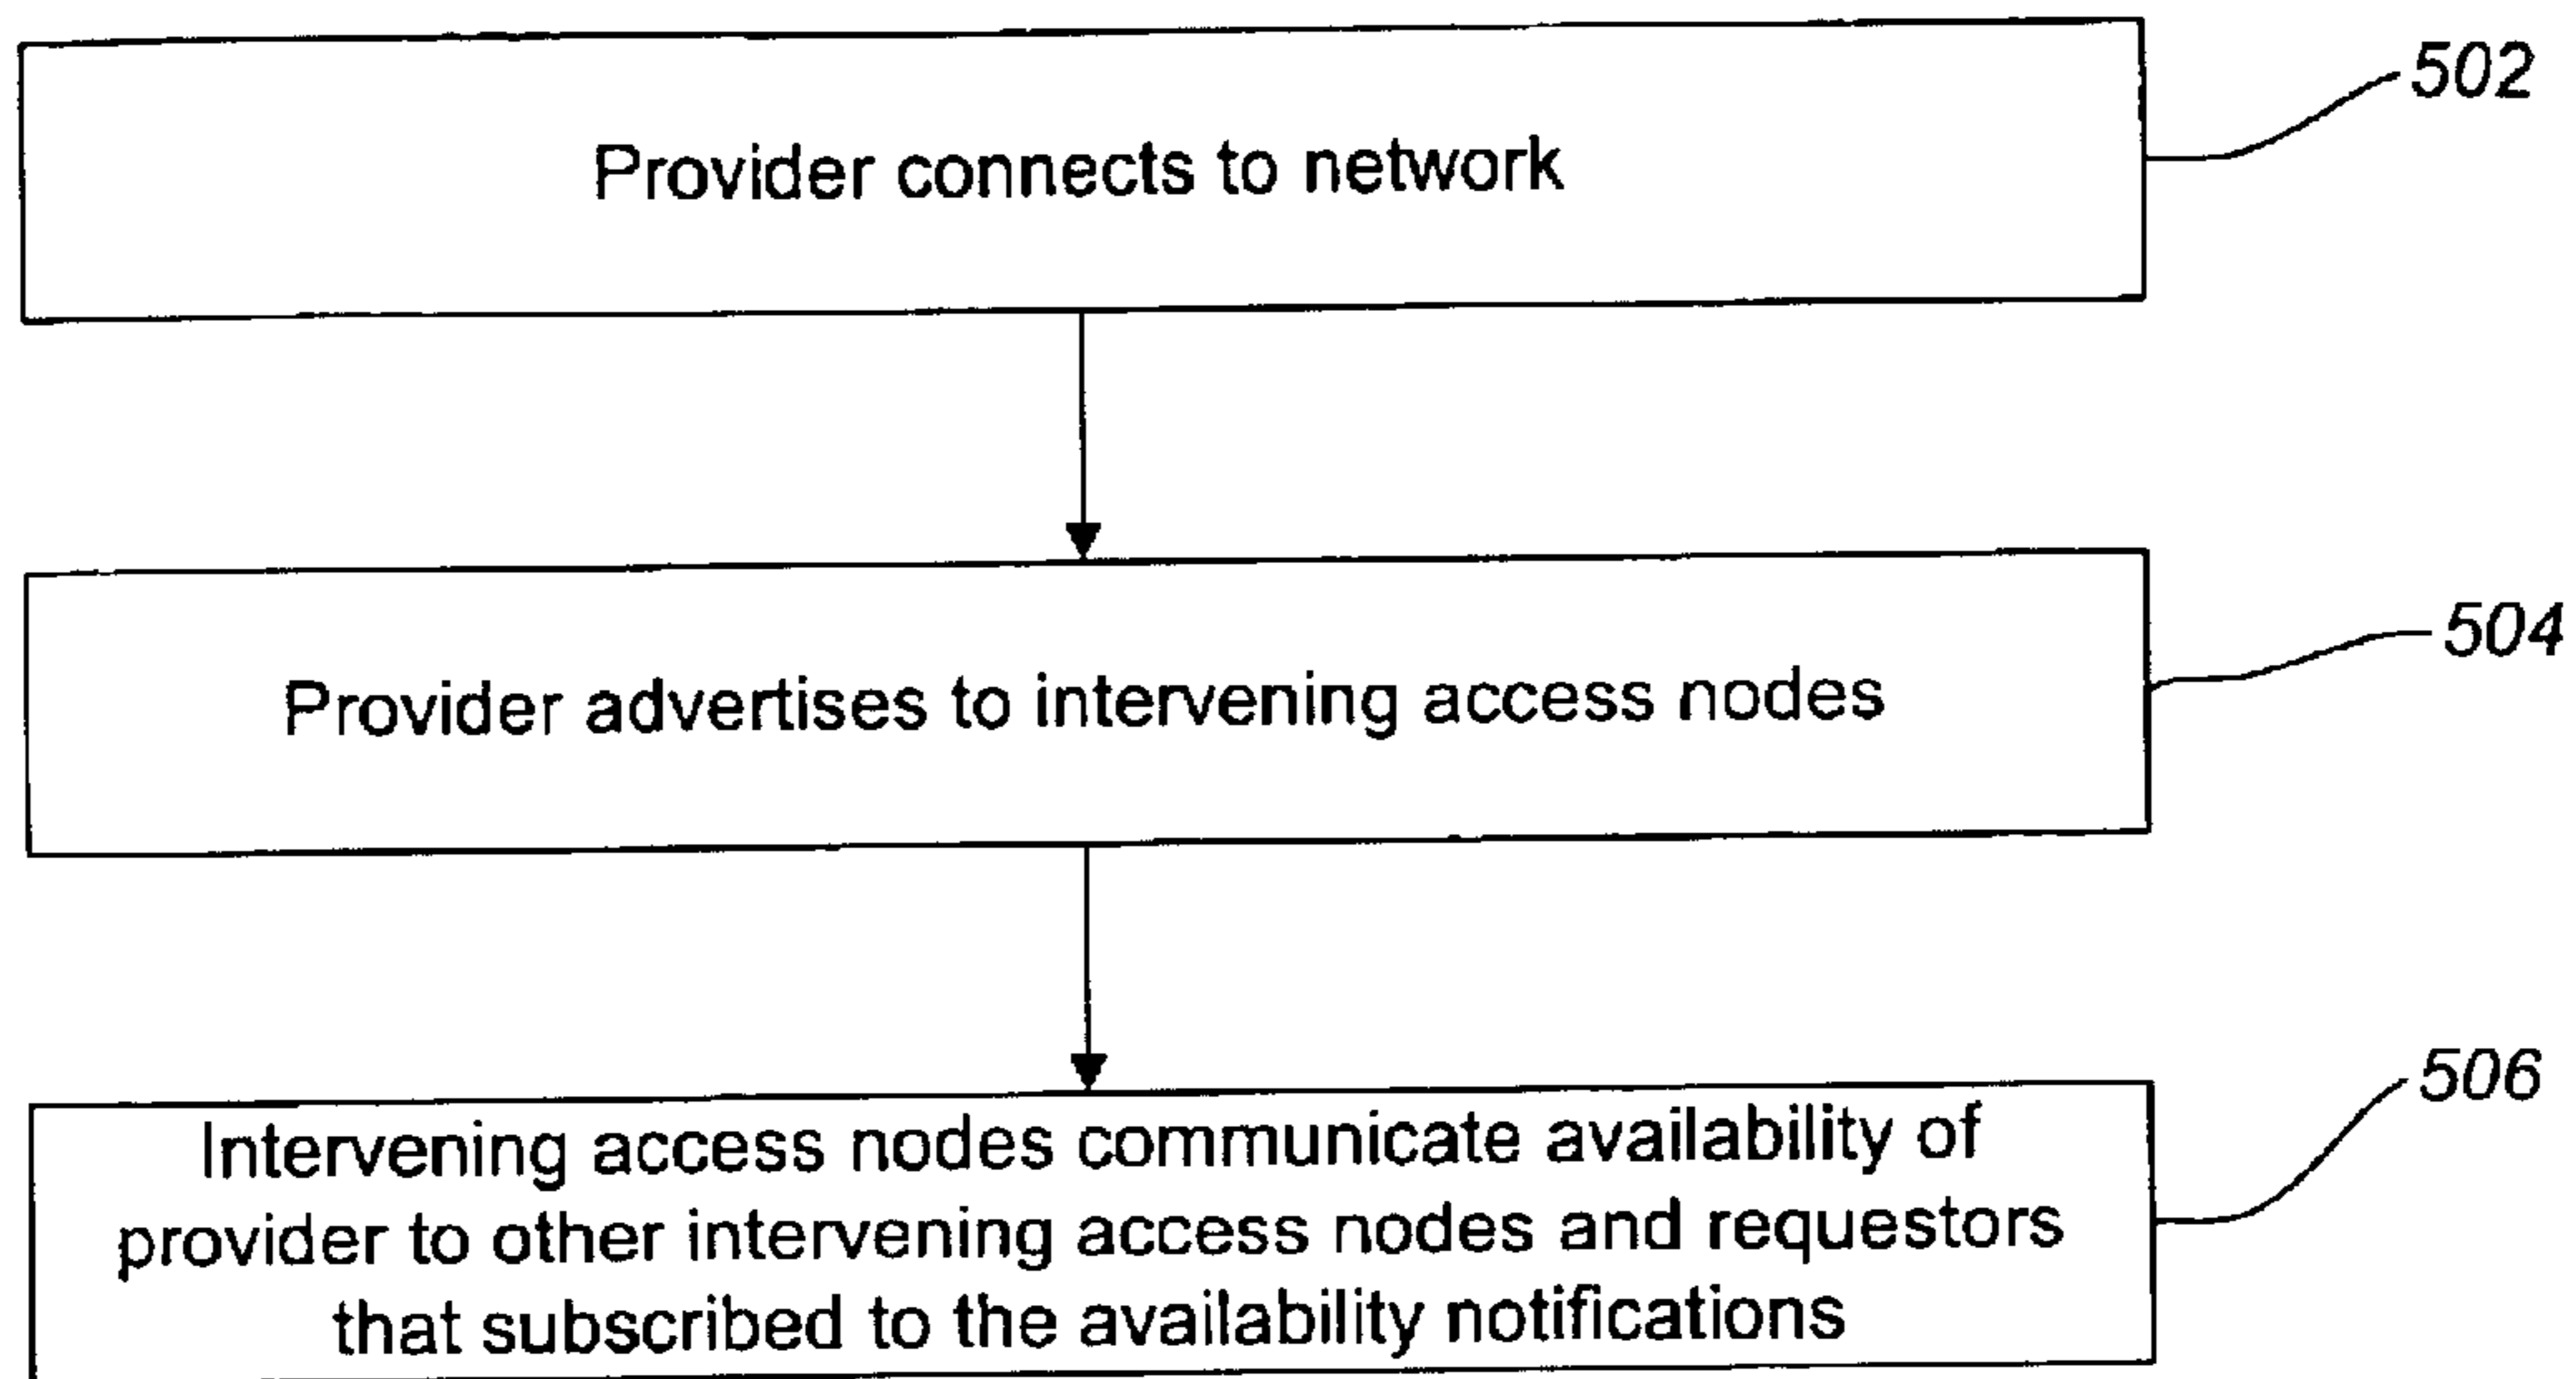 Provider connects to network
502
Provider advertises to intervening access nodes
504
Intervening access nodes communicate availability of
provider to other intervening access nodes and requestors
that subscribed to the availability notifications
506